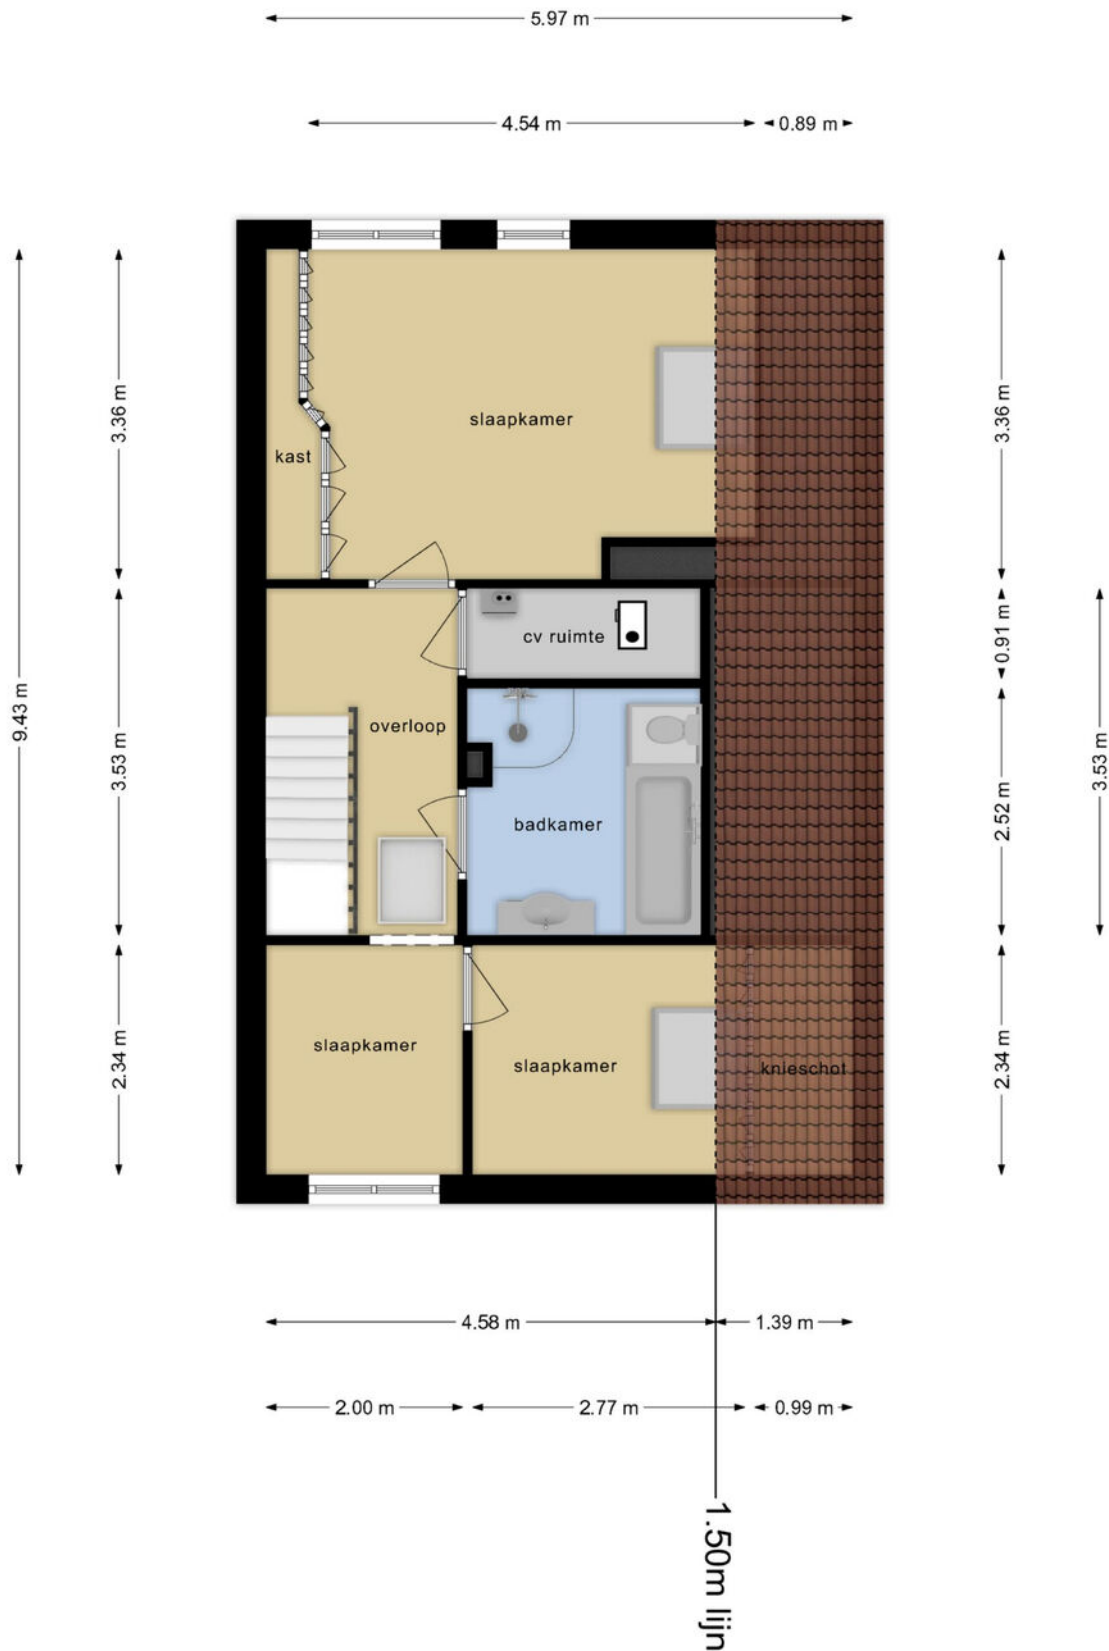 5.97 m
4.54 m
0.89 m
3.36 m
3.36 m
slaapkamer
kast
0.91 m
cv ruimte
9.43 m
overloop
3.53 m
3.53 m
2.52 m
badkamer
2.34 m
slaapkamer
slaapkamer
knieschot
2.34 m
4.58 m
1.39 m
2.00 m
2.77 m
0.99 m
1.50m lijn